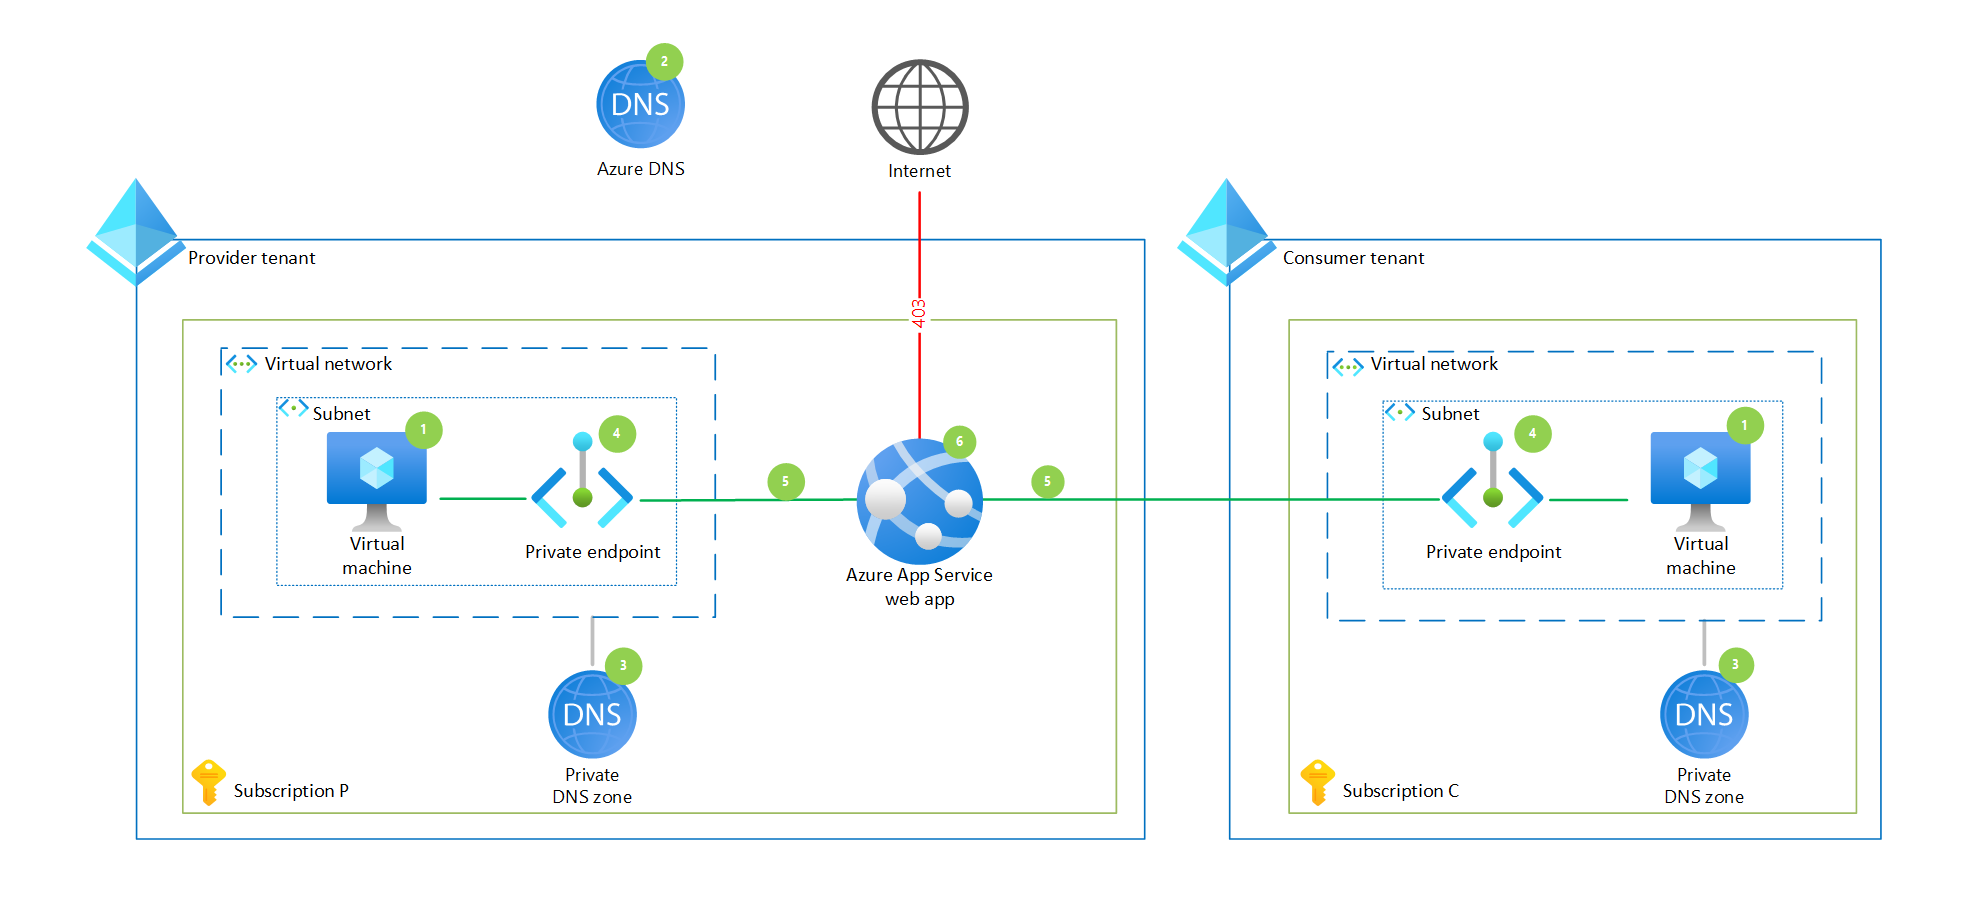 2
DNS
Azure DNS
Internet
Provider tenant
Consumer tenant
403
Virtual network
Subnet
1
4
Virtual
machine
Private endpoint
5
6
5
Azure App Service
web app
Virtual network
Subnet
4
1
Private endpoint
Virtual
machine
3
DNS
Private
DNS zone
Subscription P
3
DNS
Private
DNS zone
Subscription C